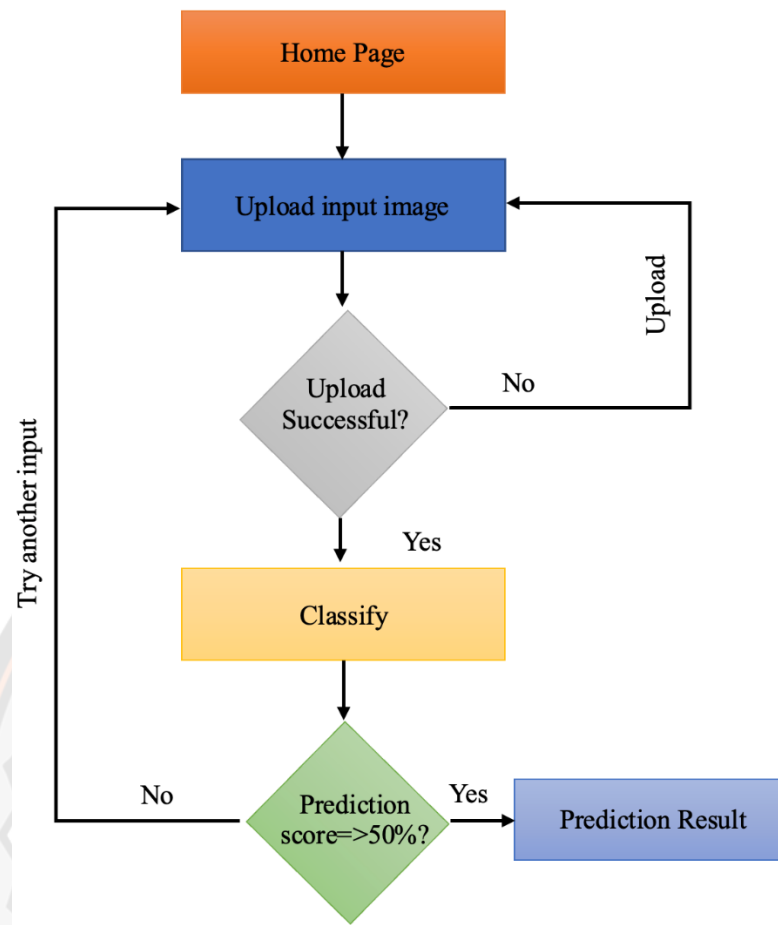 Home Page
Upload input image
Upload
Upload
Successful?
No
Yes
Try another input
Classify
Prediction
score=>50%?
No
Yes
Prediction Result